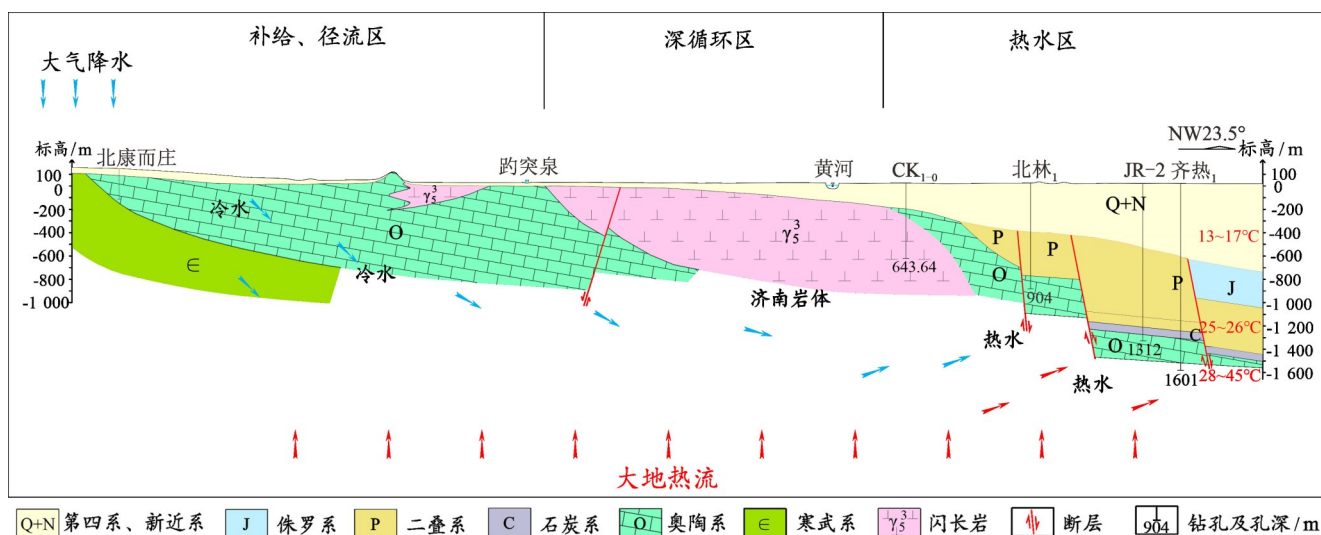 补给、径流区
深循环区
热水区
大气降水
NW23.5°
标高/m
北康而庄
趵突泉
黄河
CK1-0
北林1
JR-2
齐热1
标高/m
100
0
-200
-400
-600
-800
-1 000
100
0
-200
-400
-600
-800
-1 000
-1 200
-1 400
-1 600
冷水
冷水
O
∈
γ₅³
γ₅³
济南岩体
643.64
Q+N
P
P
P
O
904
J
C
O
1312
1601
13~17℃
25~26℃
28~45℃
热水
热水
大地热流
Q+N 第四系、新近系
J 侏罗系
P 二叠系
C 石炭系
O 奥陶系
∈ 寒武系
γ₅³ 闪长岩
断层
904 钻孔及孔深/m